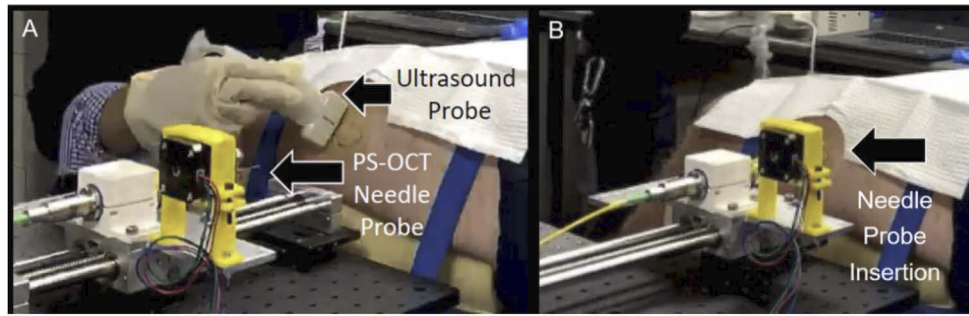 A
Ultrasound
Probe
PS-OCT
Needle
Probe
B
Needle
Probe
Insertion